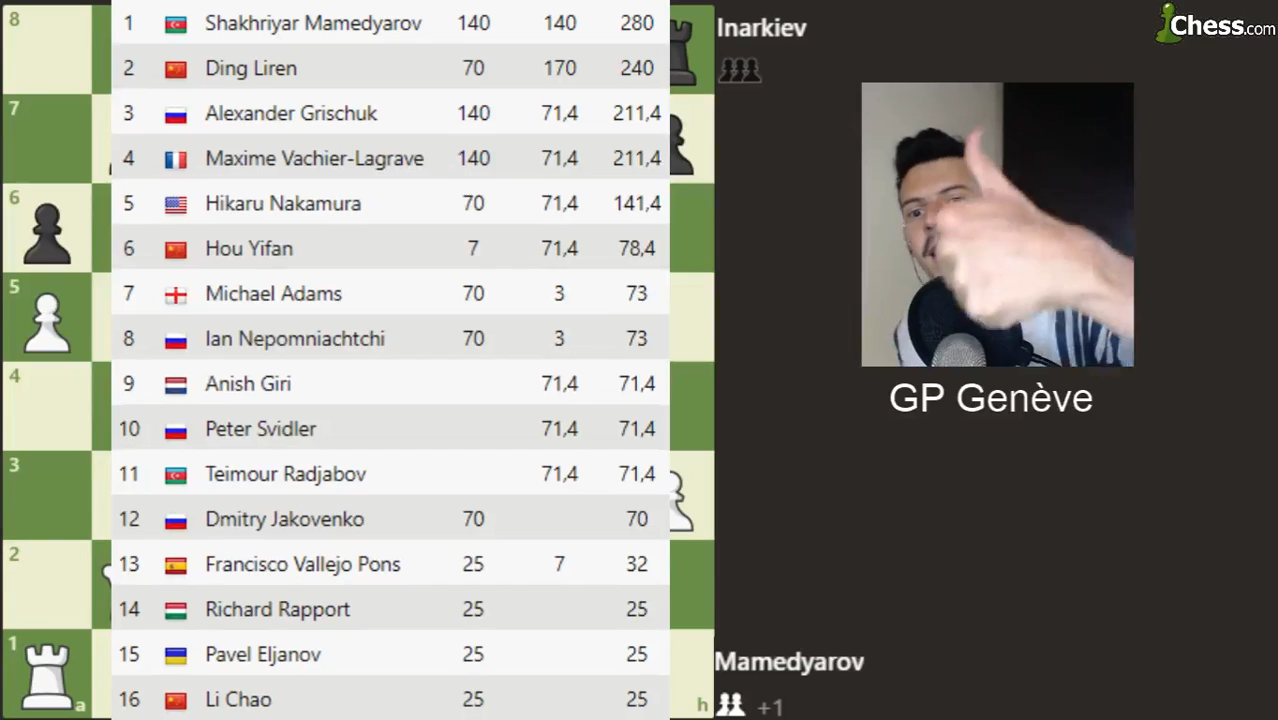 8
7
6
5
4
3
2
1
a
h
1 Shakhriyar Mamedyarov 140 140 280
2 Ding Liren 70 170 240
3 Alexander Grischuk 140 71,4 211,4
4 Maxime Vachier-Lagrave 140 71,4 211,4
5 Hikaru Nakamura 70 71,4 141,4
6 Hou Yifan 7 71,4 78,4
7 Michael Adams 70 3 73
8 Ian Nepomniachtchi 70 3 73
9 Anish Giri 71,4 71,4
10 Peter Svidler 71,4 71,4
11 Teimour Radjabov 71,4 71,4
12 Dmitry Jakovenko 70 70
13 Francisco Vallejo Pons 25 7 32
14 Richard Rapport 25 25
15 Pavel Eljanov 25 25
16 Li Chao 25 25
Inarkiev
Chess.com
GP Genève
Mamedyarov
+1